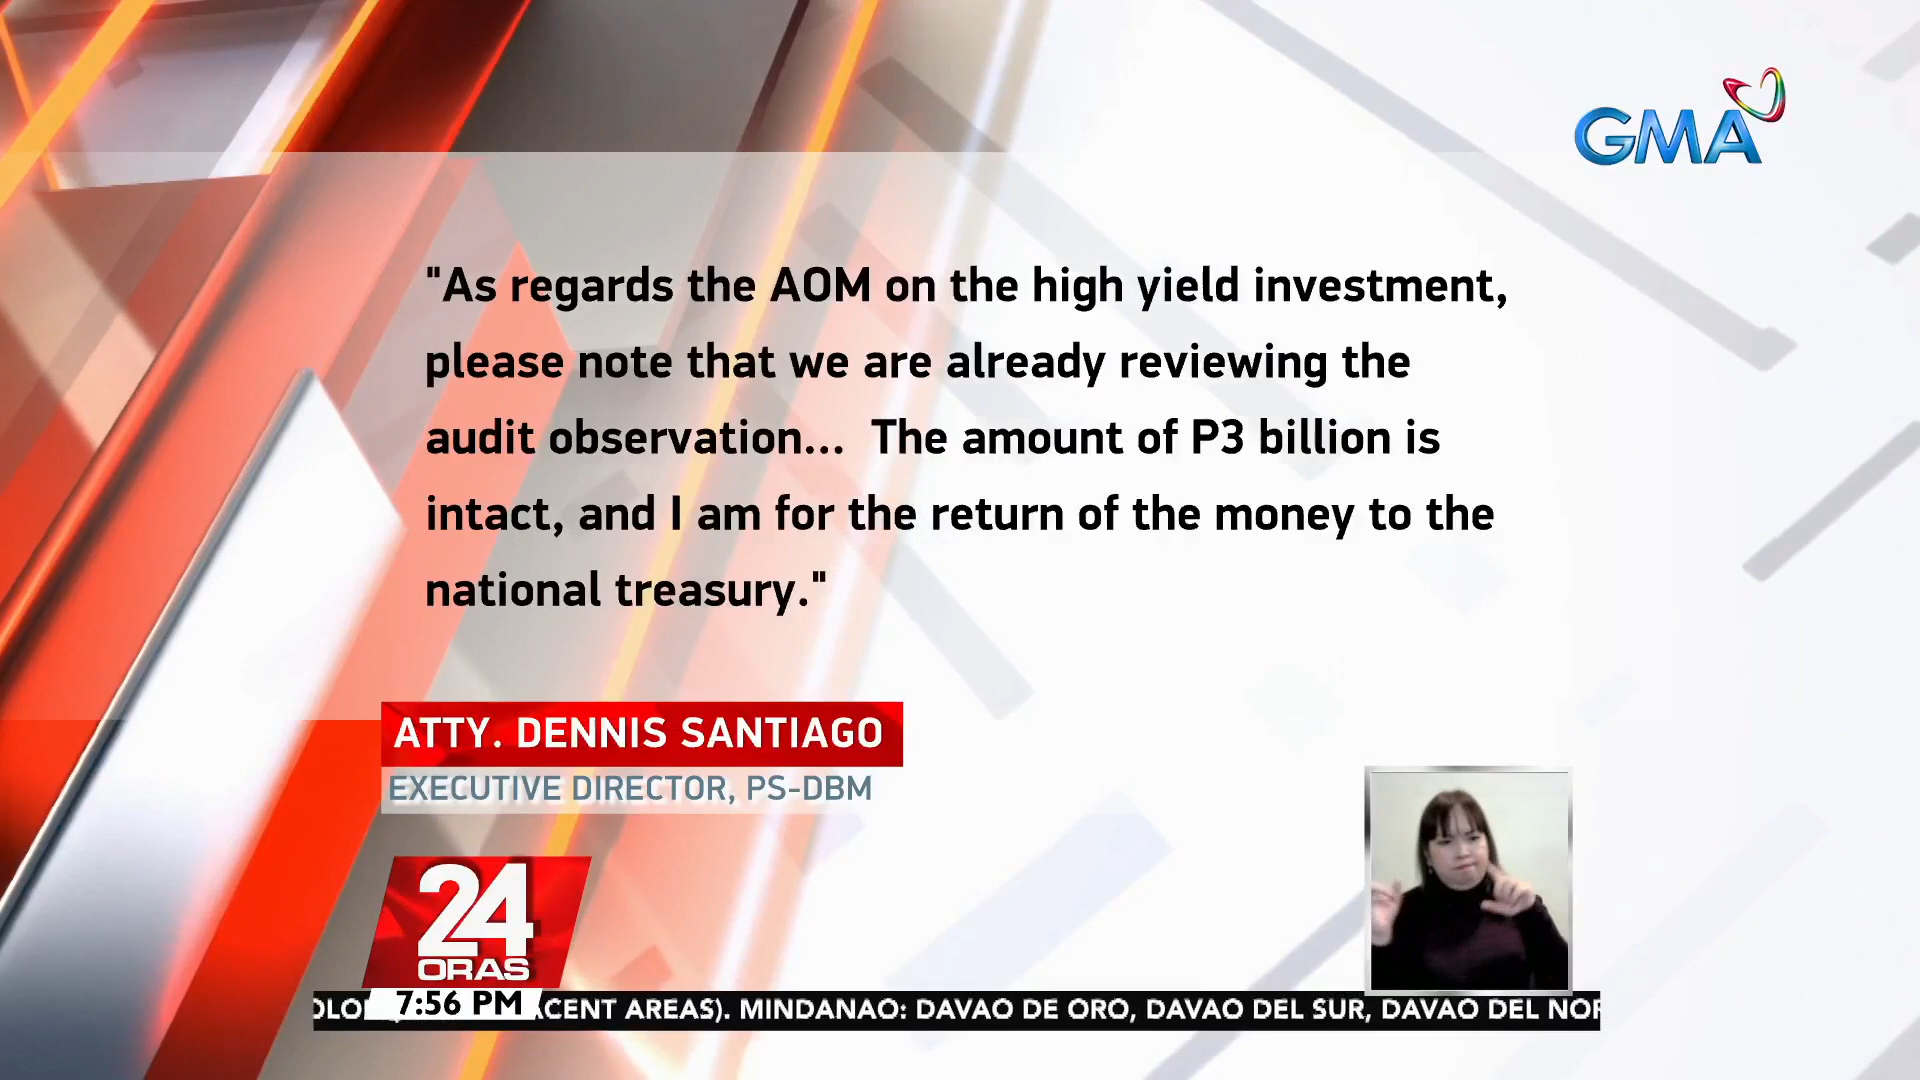 GMA
"As regards the AOM on the high yield investment,
please note that we are already reviewing the
audit observation...  The amount of P3 billion is
intact, and I am for the return of the money to the
national treasury."
ATTY. DENNIS SANTIAGO
EXECUTIVE DIRECTOR, PS-DBM
24
ORAS
7:56 PM
AREAS). MINDANAO: DAVAO DE ORO, DAVAO DEL SUR, DAVAO DEL